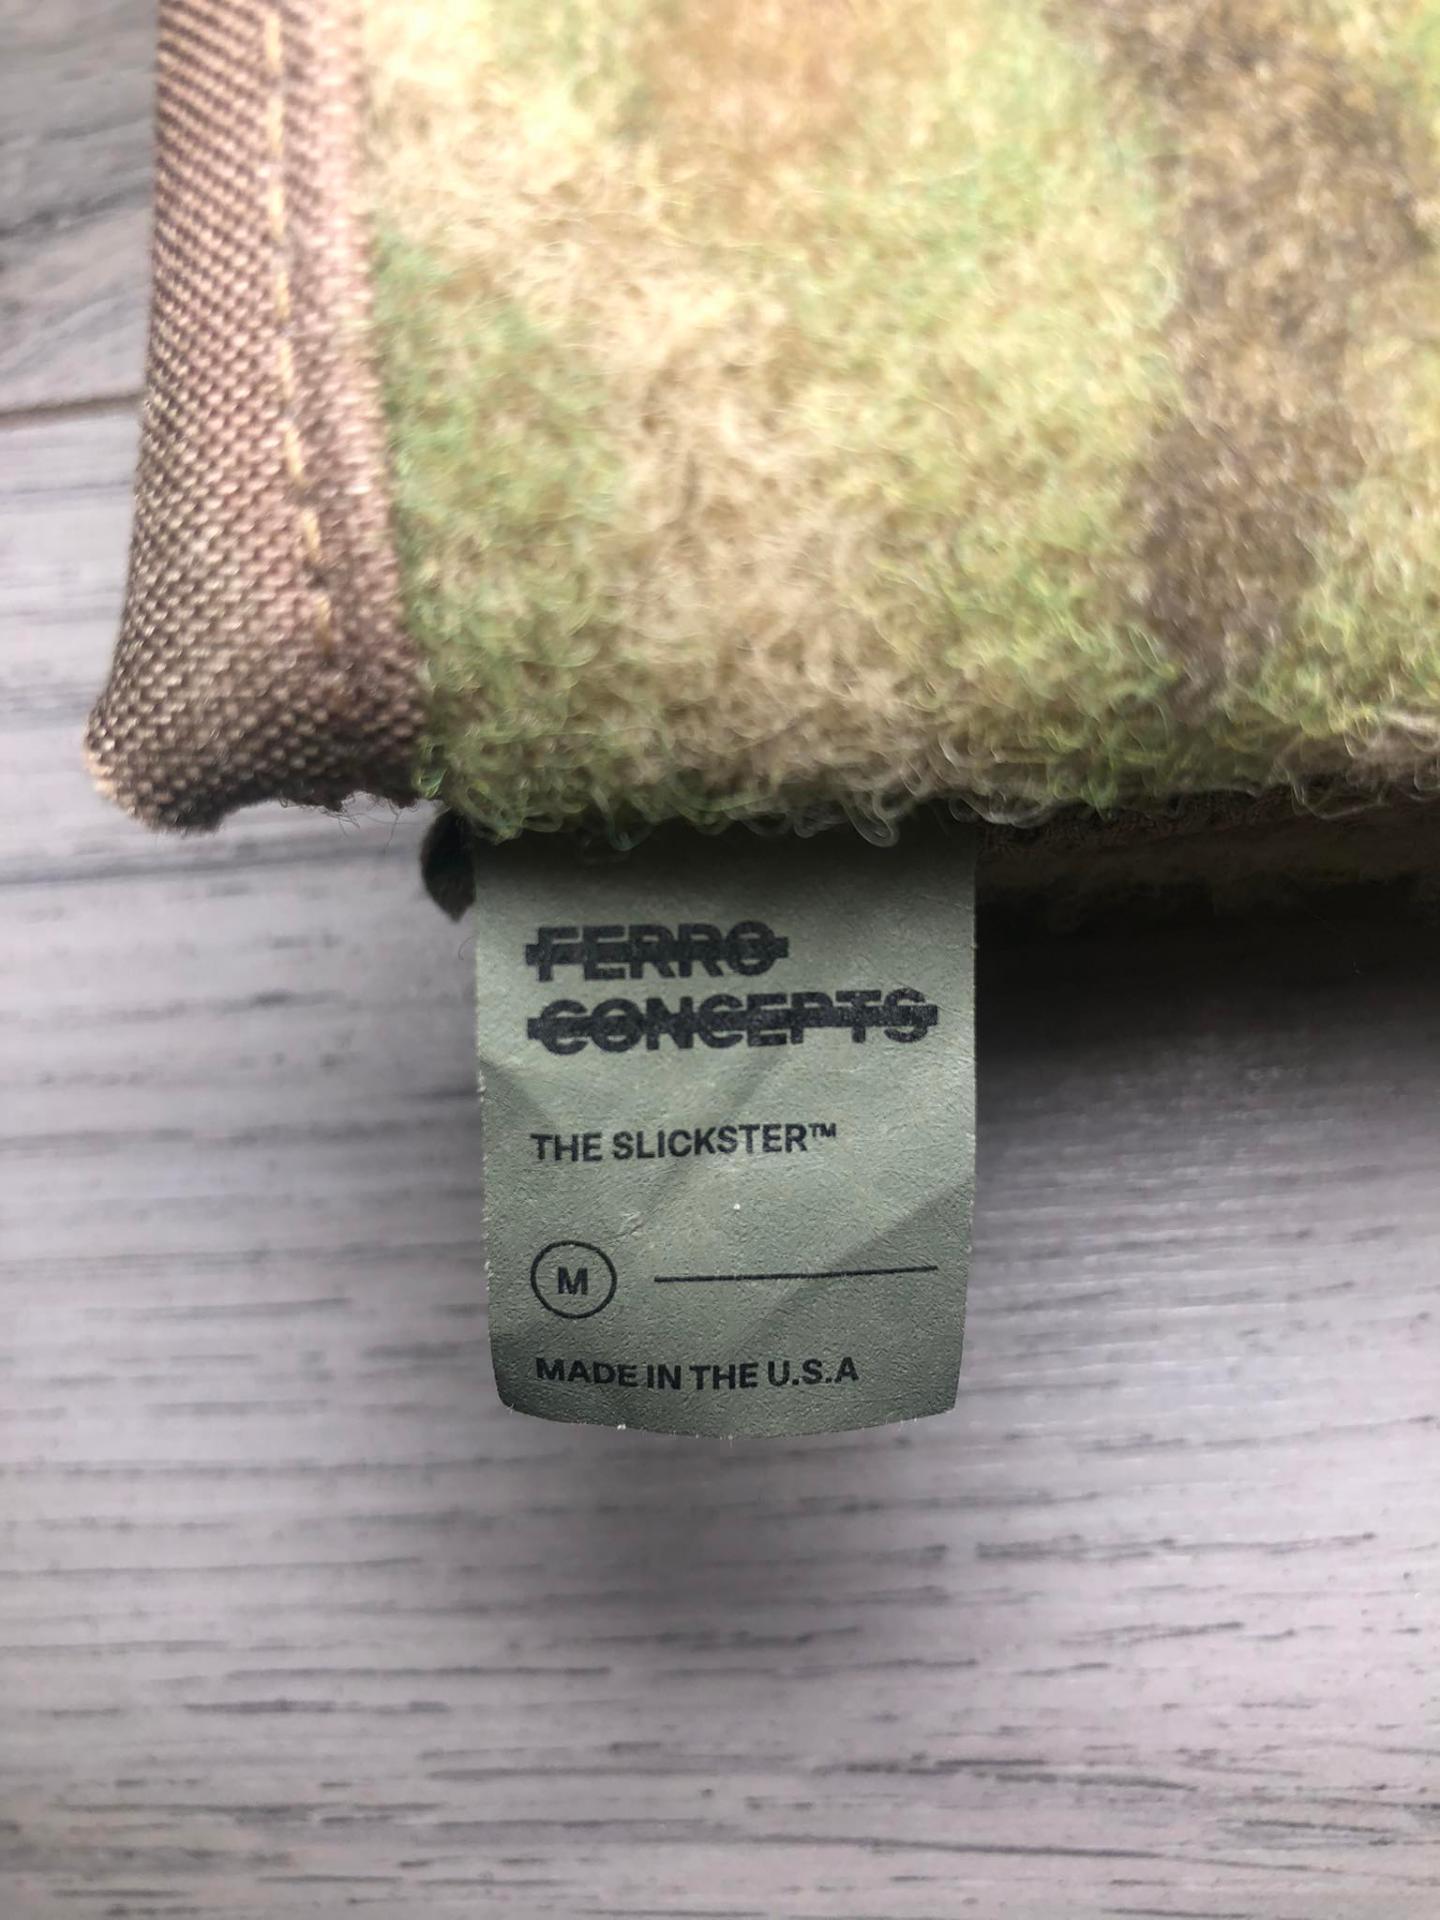 FERRO
CONCEPTS
THE SLICKSTER™
M
MADE IN THE U.S.A